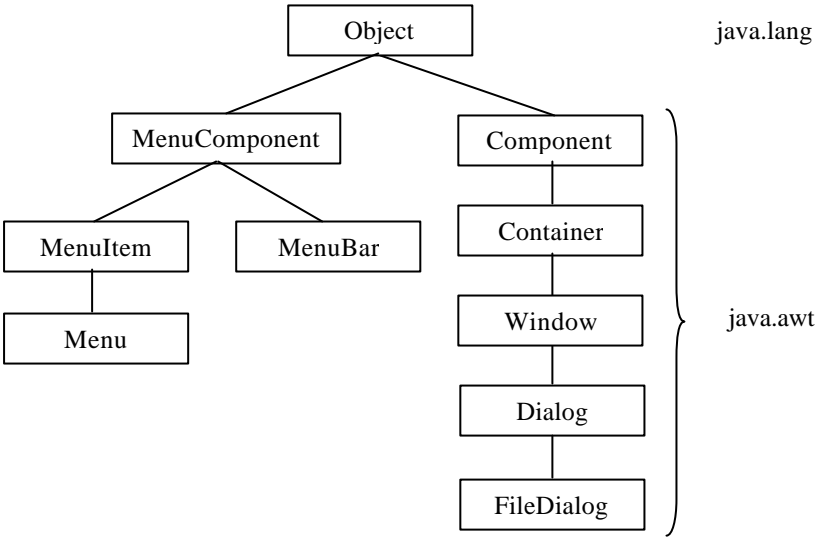 Object
java.lang
MenuComponent
Component
MenuItem
MenuBar
Container
Menu
Window
java.awt
Dialog
FileDialog